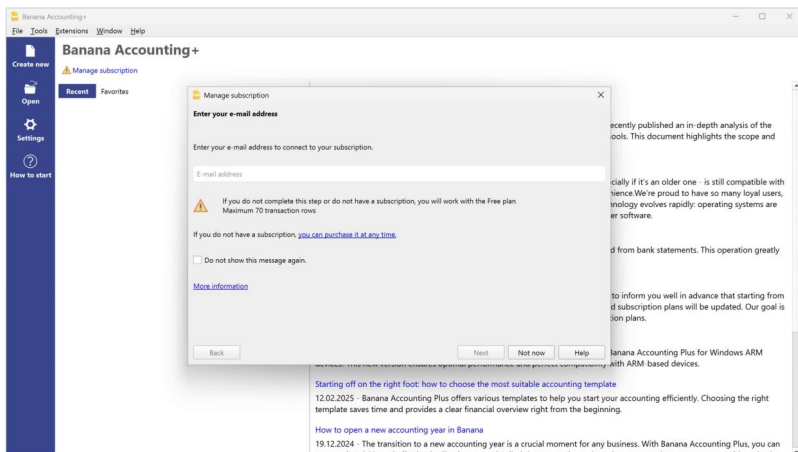 Banana Accounting+
File Tools Extensions Window Help
Create new
Open
Settings
How to start
Banana Accounting+
Manage subscription
Recent Favorites
Manage subscription
Enter your e-mail address
Enter your e-mail address to connect to your subscription.
E-mail address
If you do not complete this step or do not have a subscription, you will work with the Free plan
Maximum 70 transaction rows
If you do not have a subscription, you can purchase it at any time.
Do not show this message again.
More information
Back Next Not now Help
ecently published an in-depth analysis of the
ools. This document highlights the scope and
cially if it's an older one - is still compatible with
nience.We're proud to have so many loyal users,
nnology evolves rapidly: operating systems are
er software.
d from bank statements. This operation greatly
to inform you well in advance that starting from
d subscription plans will be updated. Our goal is
tion plans.
Banana Accounting Plus for Windows ARM
devices. This new version ensures optimal performance and perfect compatibility with ARM-based devices.
Starting off on the right foot: how to choose the most suitable accounting template
12.02.2025 - Banana Accounting Plus offers various templates to help you start your accounting efficiently. Choosing the right
template saves time and provides a clear financial overview right from the beginning.
How to open a new accounting year in Banana
19.12.2024 - The transition to a new accounting year is a crucial moment for any business. With Banana Accounting Plus, you can